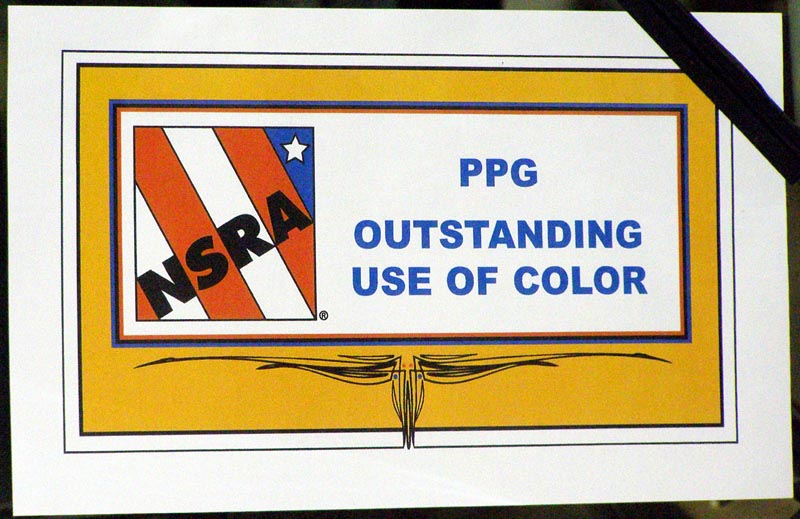 NSRA
®
PPG
OUTSTANDING
USE OF COLOR